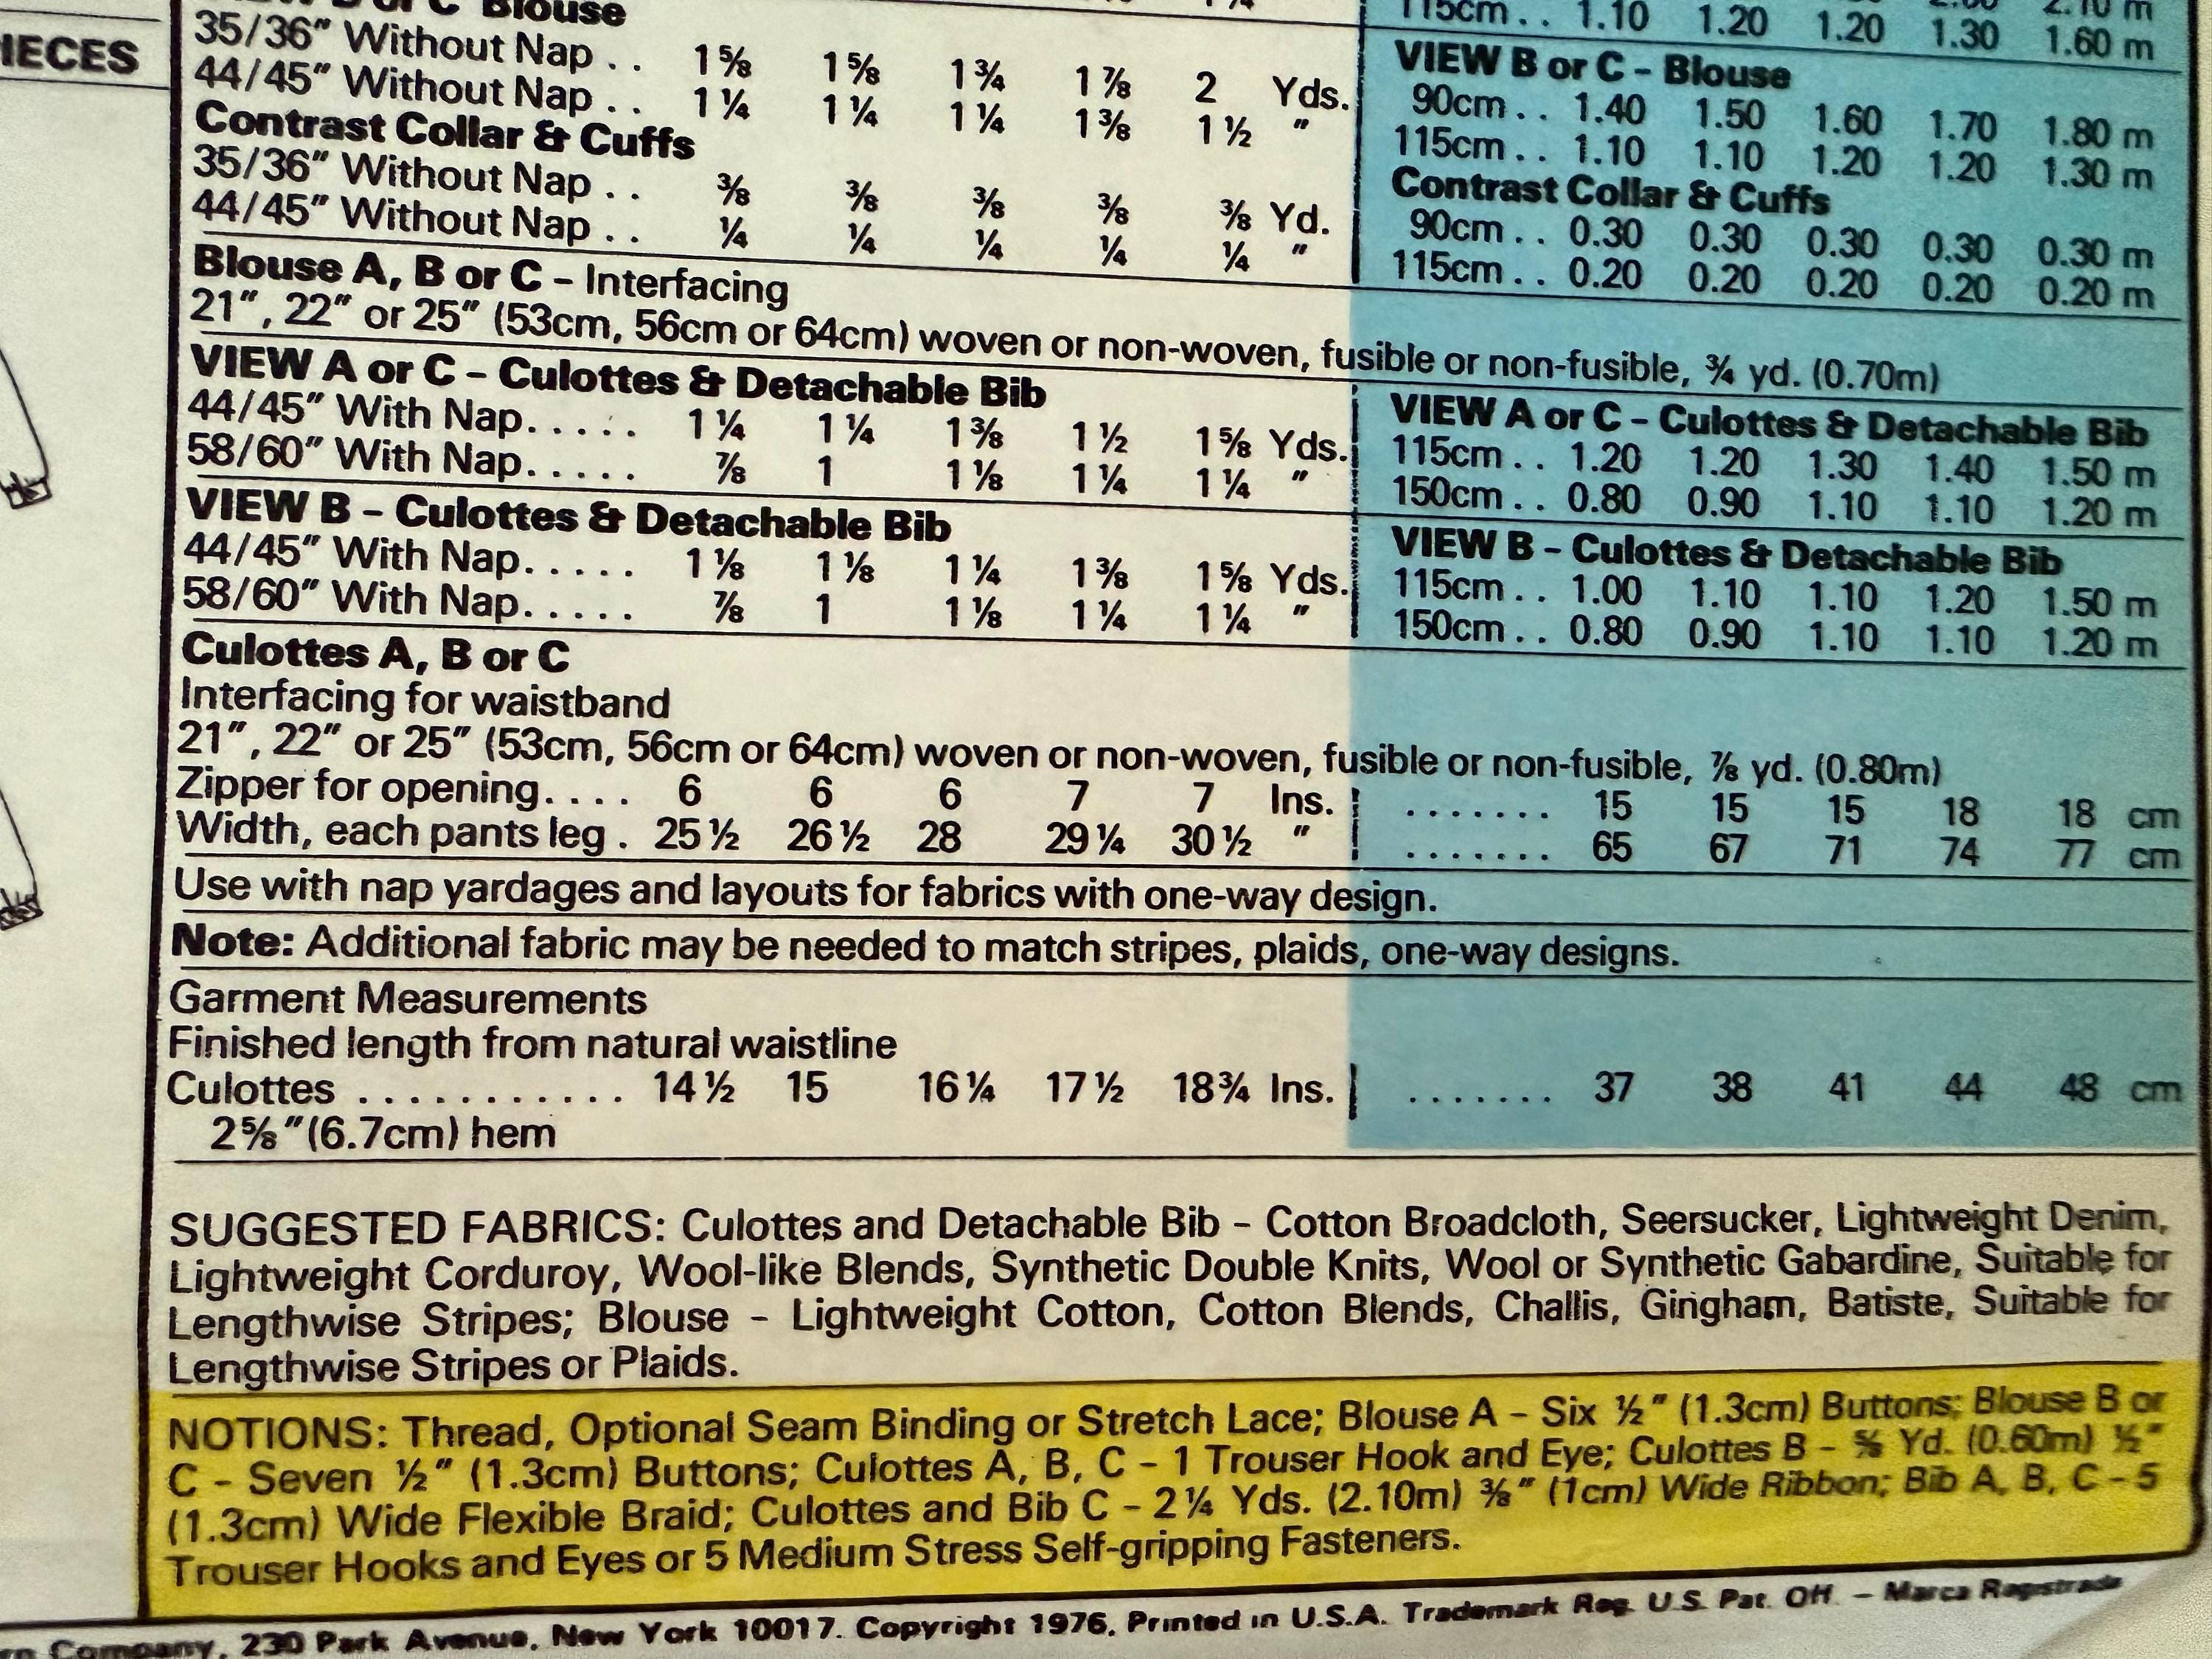 Blouse
35/36″ Without Nap . . 1⅝ 1⅝ 1¾ 1⅞ 2 Yds.
44/45″ Without Nap . . 1¼ 1¼ 1¼ 1⅜ 1½ ″
Contrast Collar & Cuffs
35/36″ Without Nap . . ⅜ ⅜ ⅜ ⅜ ⅜ Yd.
44/45″ Without Nap . . ¼ ¼ ¼ ¼ ¼ ″
115cm . . 1.10 1.20 1.20 1.30 1.60 m
VIEW B or C – Blouse
90cm . . 1.40 1.50 1.60 1.70 1.80 m
115cm . . 1.10 1.10 1.20 1.20 1.30 m
Contrast Collar & Cuffs
90cm . . 0.30 0.30 0.30 0.30 0.30 m
115cm . . 0.20 0.20 0.20 0.20 0.20 m
Blouse A, B or C – Interfacing
21″, 22″ or 25″ (53cm, 56cm or 64cm) woven or non-woven, fusible or non-fusible, ¾ yd. (0.70m)
VIEW A or C – Culottes & Detachable Bib
44/45″ With Nap. . . . . 1¼ 1¼ 1⅜ 1½ 1⅝ Yds.
58/60″ With Nap. . . . . ⅞ 1 1⅛ 1¼ 1¼ ″
VIEW B – Culottes & Detachable Bib
44/45″ With Nap. . . . . 1⅛ 1⅛ 1¼ 1⅜ 1⅝ Yds.
58/60″ With Nap. . . . . ⅞ 1 1⅛ 1¼ 1¼ ″
VIEW A or C – Culottes & Detachable Bib
115cm . . 1.20 1.20 1.30 1.40 1.50 m
150cm . . 0.80 0.90 1.10 1.10 1.20 m
VIEW B – Culottes & Detachable Bib
115cm . . 1.00 1.10 1.10 1.20 1.50 m
150cm . . 0.80 0.90 1.10 1.10 1.20 m
Culottes A, B or C
Interfacing for waistband
21″, 22″ or 25″ (53cm, 56cm or 64cm) woven or non-woven, fusible or non-fusible, ⅞ yd. (0.80m)
Zipper for opening. . . . 6 6 6 7 7 Ins. . . . . . . . 15 15 15 18 18 cm
Width, each pants leg . 25½ 26½ 28 29¼ 30½ ″ . . . . . . . 65 67 71 74 77 cm
Use with nap yardages and layouts for fabrics with one-way design.
Note: Additional fabric may be needed to match stripes, plaids, one-way designs.
Garment Measurements
Finished length from natural waistline
Culottes . . . . . . . . . . . 14½ 15 16¼ 17½ 18¾ Ins. . . . . . . . 37 38 41 44 48 cm
2⅝″ (6.7cm) hem
SUGGESTED FABRICS: Culottes and Detachable Bib – Cotton Broadcloth, Seersucker, Lightweight Denim,
Lightweight Corduroy, Wool-like Blends, Synthetic Double Knits, Wool or Synthetic Gabardine, Suitable for
Lengthwise Stripes; Blouse – Lightweight Cotton, Cotton Blends, Challis, Gingham, Batiste, Suitable for
Lengthwise Stripes or Plaids.
NOTIONS: Thread, Optional Seam Binding or Stretch Lace; Blouse A – Six ½″ (1.3cm) Buttons; Blouse B or
C – Seven ½″ (1.3cm) Buttons; Culottes A, B, C – 1 Trouser Hook and Eye; Culottes B – ⅝ Yd. (0.60m) ½″
(1.3cm) Wide Flexible Braid; Culottes and Bib C – 2¼ Yds. (2.10m) ⅜″ (1cm) Wide Ribbon; Bib A, B, C – 5
Trouser Hooks and Eyes or 5 Medium Stress Self-gripping Fasteners.
Company, 230 Park Avenue, New York 10017. Copyright 1976, Printed in U.S.A. Trademark Reg. U.S. Pat. Off. – Marca Registrada